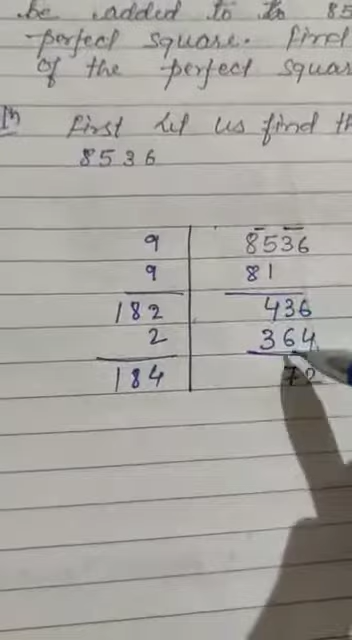 be added to to 85
perfect square. find
of the perfect squar
first let us find th
8536
9 8536
9 81
182 436
2 364
184 72